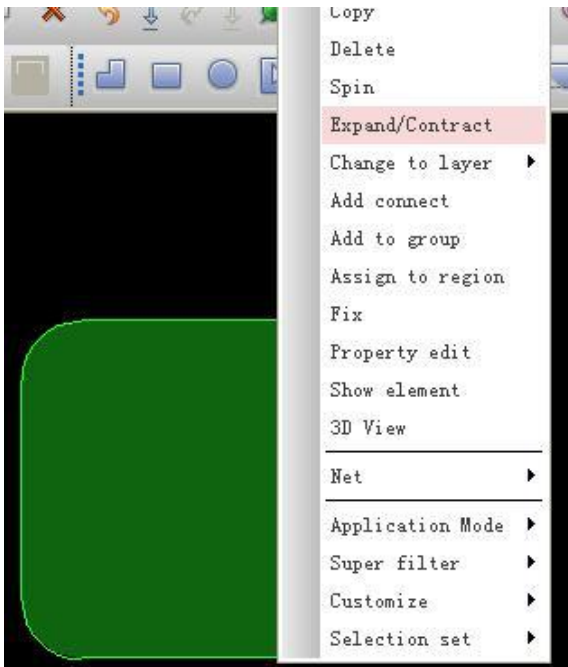 Copy
Delete
Spin
Expand/Contract
Change to layer
Add connect
Add to group
Assign to region
Fix
Property edit
Show element
3D View
Net
Application Mode
Super filter
Customize
Selection set